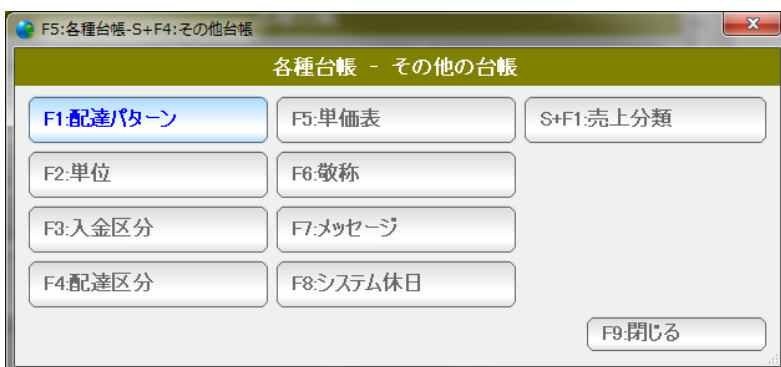 F5:各種台帳-S+F4:その他台帳
各種台帳 - その他の台帳
F1:配達パターン
F5:単価表
S+F1:売上分類
F2:単位
F6:敬称
F3:入金区分
F7:メッセージ
F4:配達区分
F8:システム休日
F9:閉じる